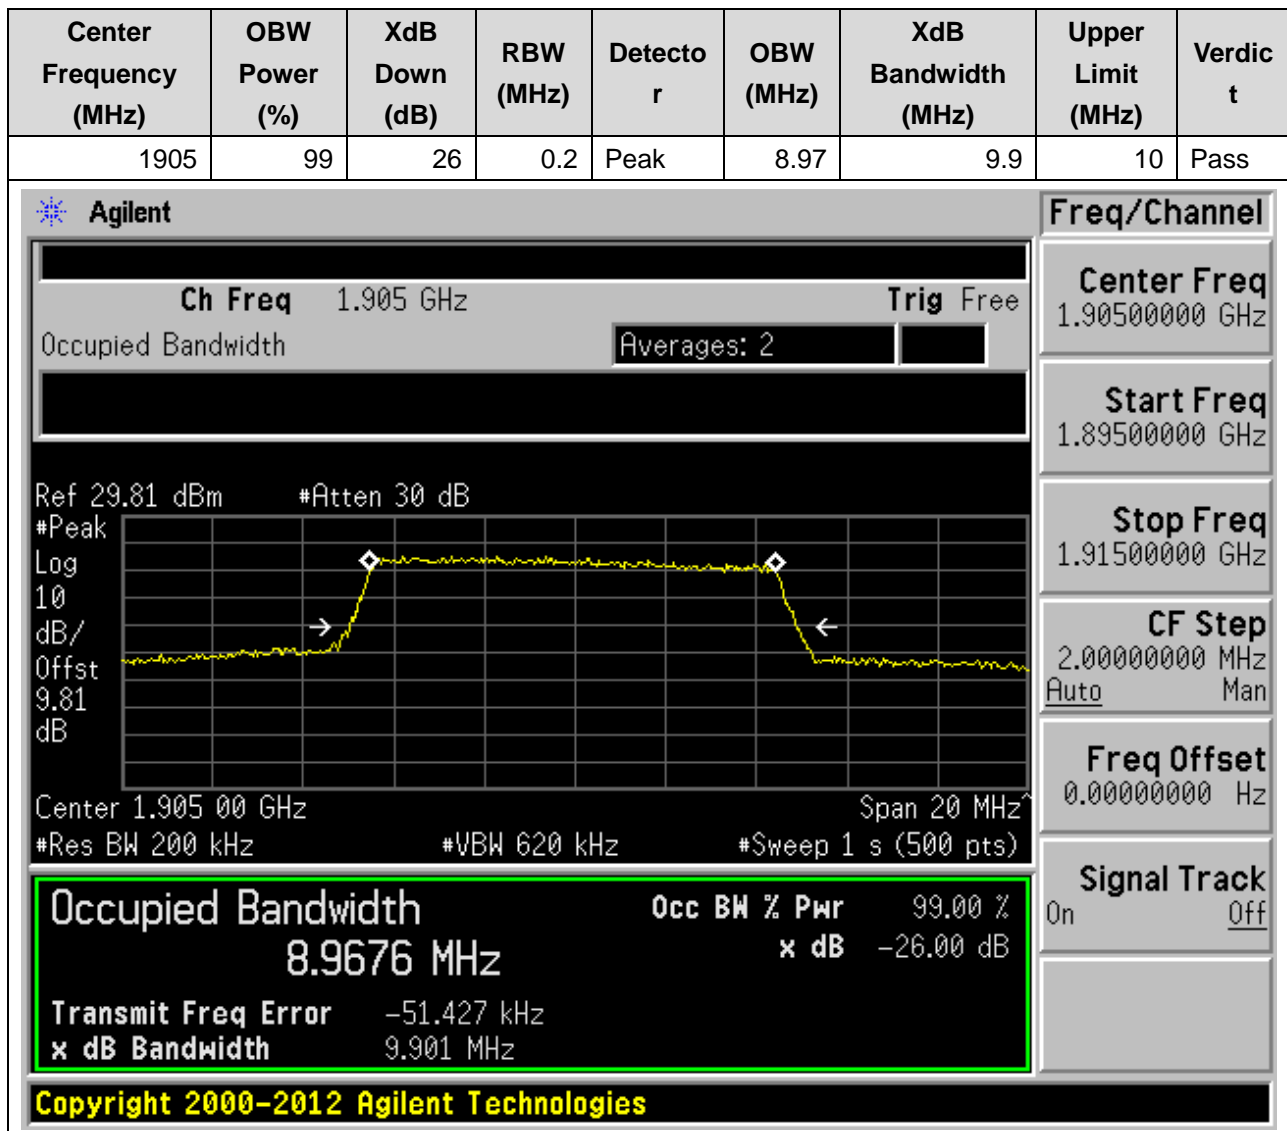 Center Frequency (MHz) OBW Power (%) XdB Down (dB) RBW (MHz) Detecto r OBW (MHz) XdB Bandwidth (MHz) Upper Limit (MHz) Verdic t
1905 99 26 0.2 Peak 8.97 9.9 10 Pass
Agilent
Freq/Channel
Ch Freq 1.905 GHz Trig Free
Occupied Bandwidth Averages: 2
Ref 29.81 dBm #Atten 30 dB
#Peak
Log
10
dB/
Offst
9.81
dB
Center 1.905 00 GHz Span 20 MHz^
#Res BW 200 kHz #VBW 620 kHz #Sweep 1 s (500 pts)
Occupied Bandwidth Occ BW % Pwr 99.00 %
8.9676 MHz x dB -26.00 dB
Transmit Freq Error -51.427 kHz
x dB Bandwidth 9.901 MHz
Center Freq
1.90500000 GHz
Start Freq
1.89500000 GHz
Stop Freq
1.91500000 GHz
CF Step
2.00000000 MHz
Auto Man
Freq Offset
0.00000000 Hz
Signal Track
On Off
Copyright 2000-2012 Agilent Technologies